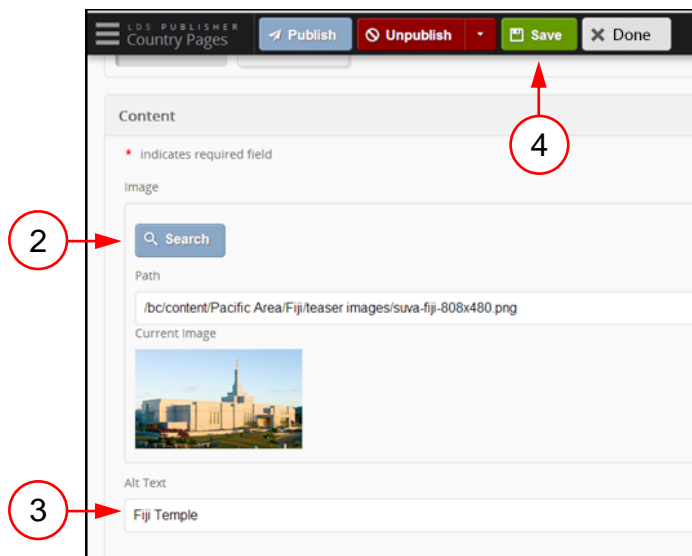 LDS PUBLISHER
Country Pages
Publish
Unpublish
Save
Done
4
Content
* indicates required field
Image
2
Search
Path
/bc/content/Pacific Area/Fiji/teaser images/suva-fiji-808x480.png
Current Image
Alt Text
3
Fiji Temple